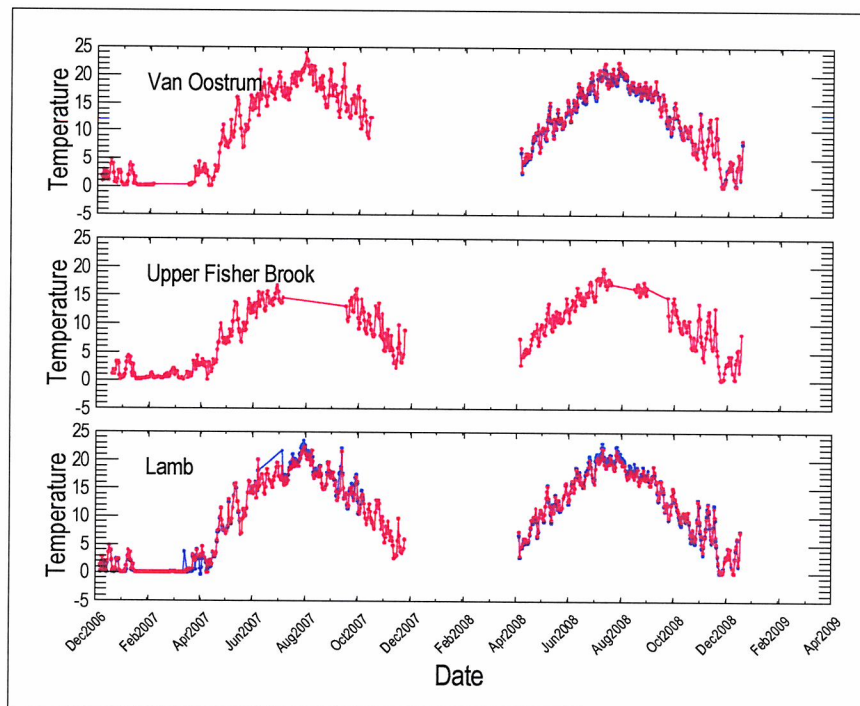 25
20
15
10
5
0
-5
Temperature
Van Oostrum
25
20
15
10
5
0
-5
Temperature
Upper Fisher Brook
25
20
15
10
5
0
-5
Temperature
Lamb
Dec2006 Feb2007 Apr2007 Jun2007 Aug2007 Oct2007 Dec2007 Feb2008 Apr2008 Jun2008 Aug2008 Oct2008 Dec2008 Feb2009 Apr2009
Date